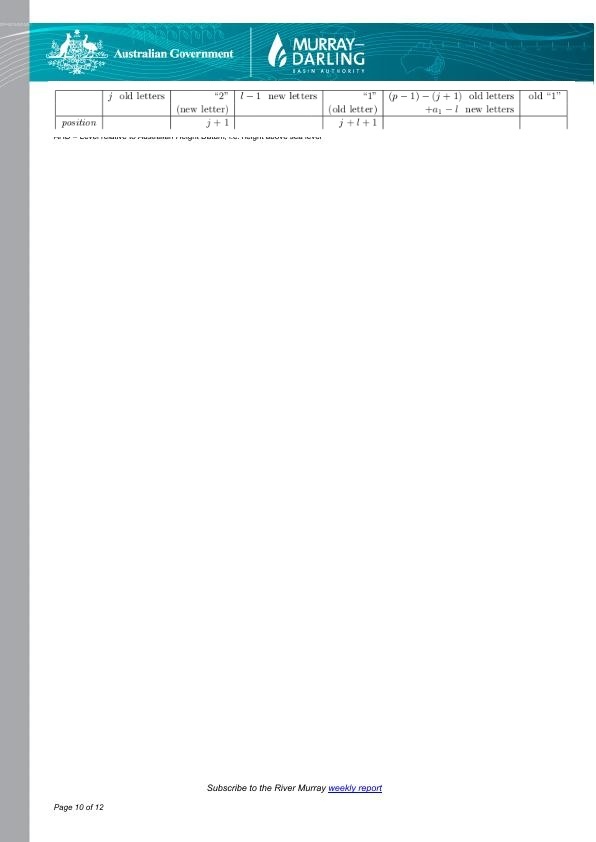 Australian Government
MURRAY–
DARLING
BASIN AUTHORITY
j old letters "2" l − 1 new letters "1" (p − 1) − (j + 1) old letters old "1"
(new letter) (old letter) +a₁ − l new letters
position j + 1 j + l + 1
AHD = Level relative to Australian Height Datum, i.e. height above sea level
Subscribe to the River Murray weekly report
Page 10 of 12